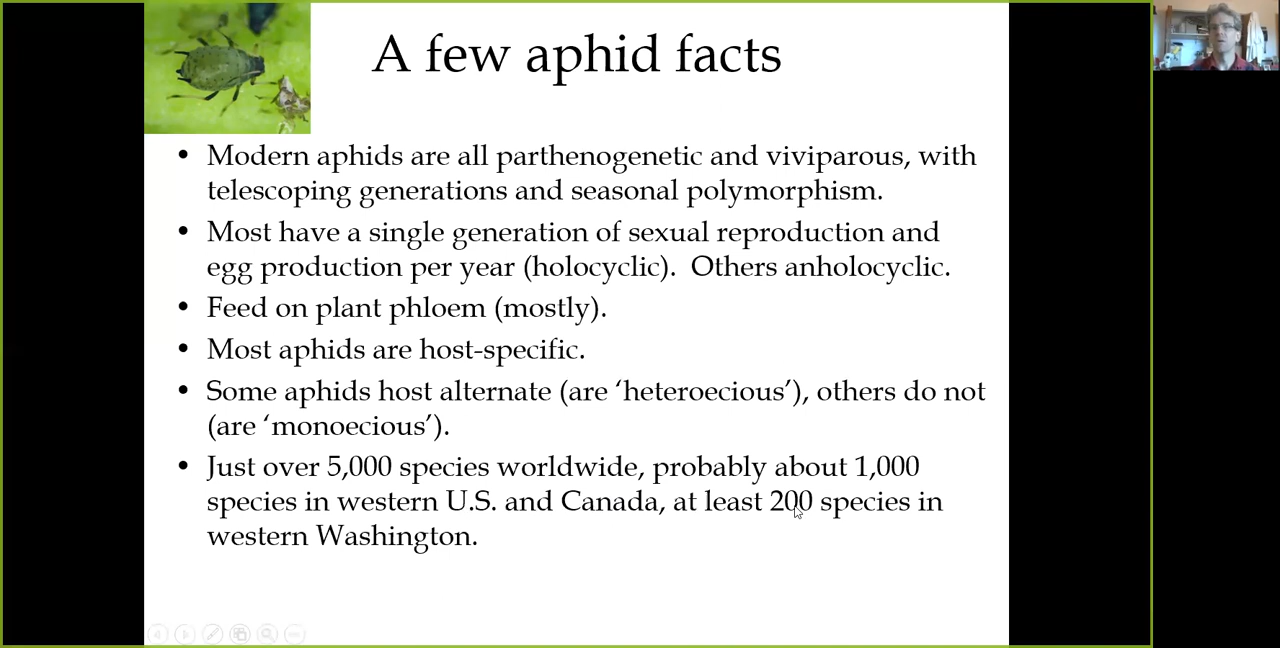 A few aphid facts
• Modern aphids are all parthenogenetic and viviparous, with
telescoping generations and seasonal polymorphism.
• Most have a single generation of sexual reproduction and
egg production per year (holocyclic).  Others anholocyclic.
• Feed on plant phloem (mostly).
• Most aphids are host-specific.
• Some aphids host alternate (are ‘heteroecious’), others do not
(are ‘monoecious’).
• Just over 5,000 species worldwide, probably about 1,000
species in western U.S. and Canada, at least 200 species in
western Washington.